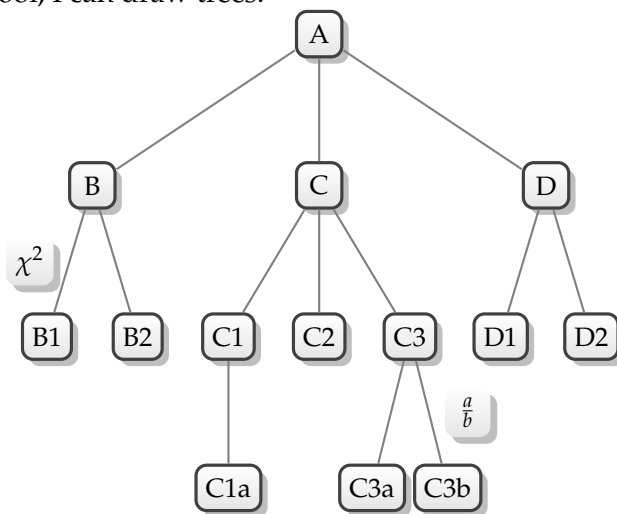 ool, I can draw trees.
A
B C D
χ²
B1 B2 C1 C2 C3 D1 D2
a/b
C1a C3a C3b